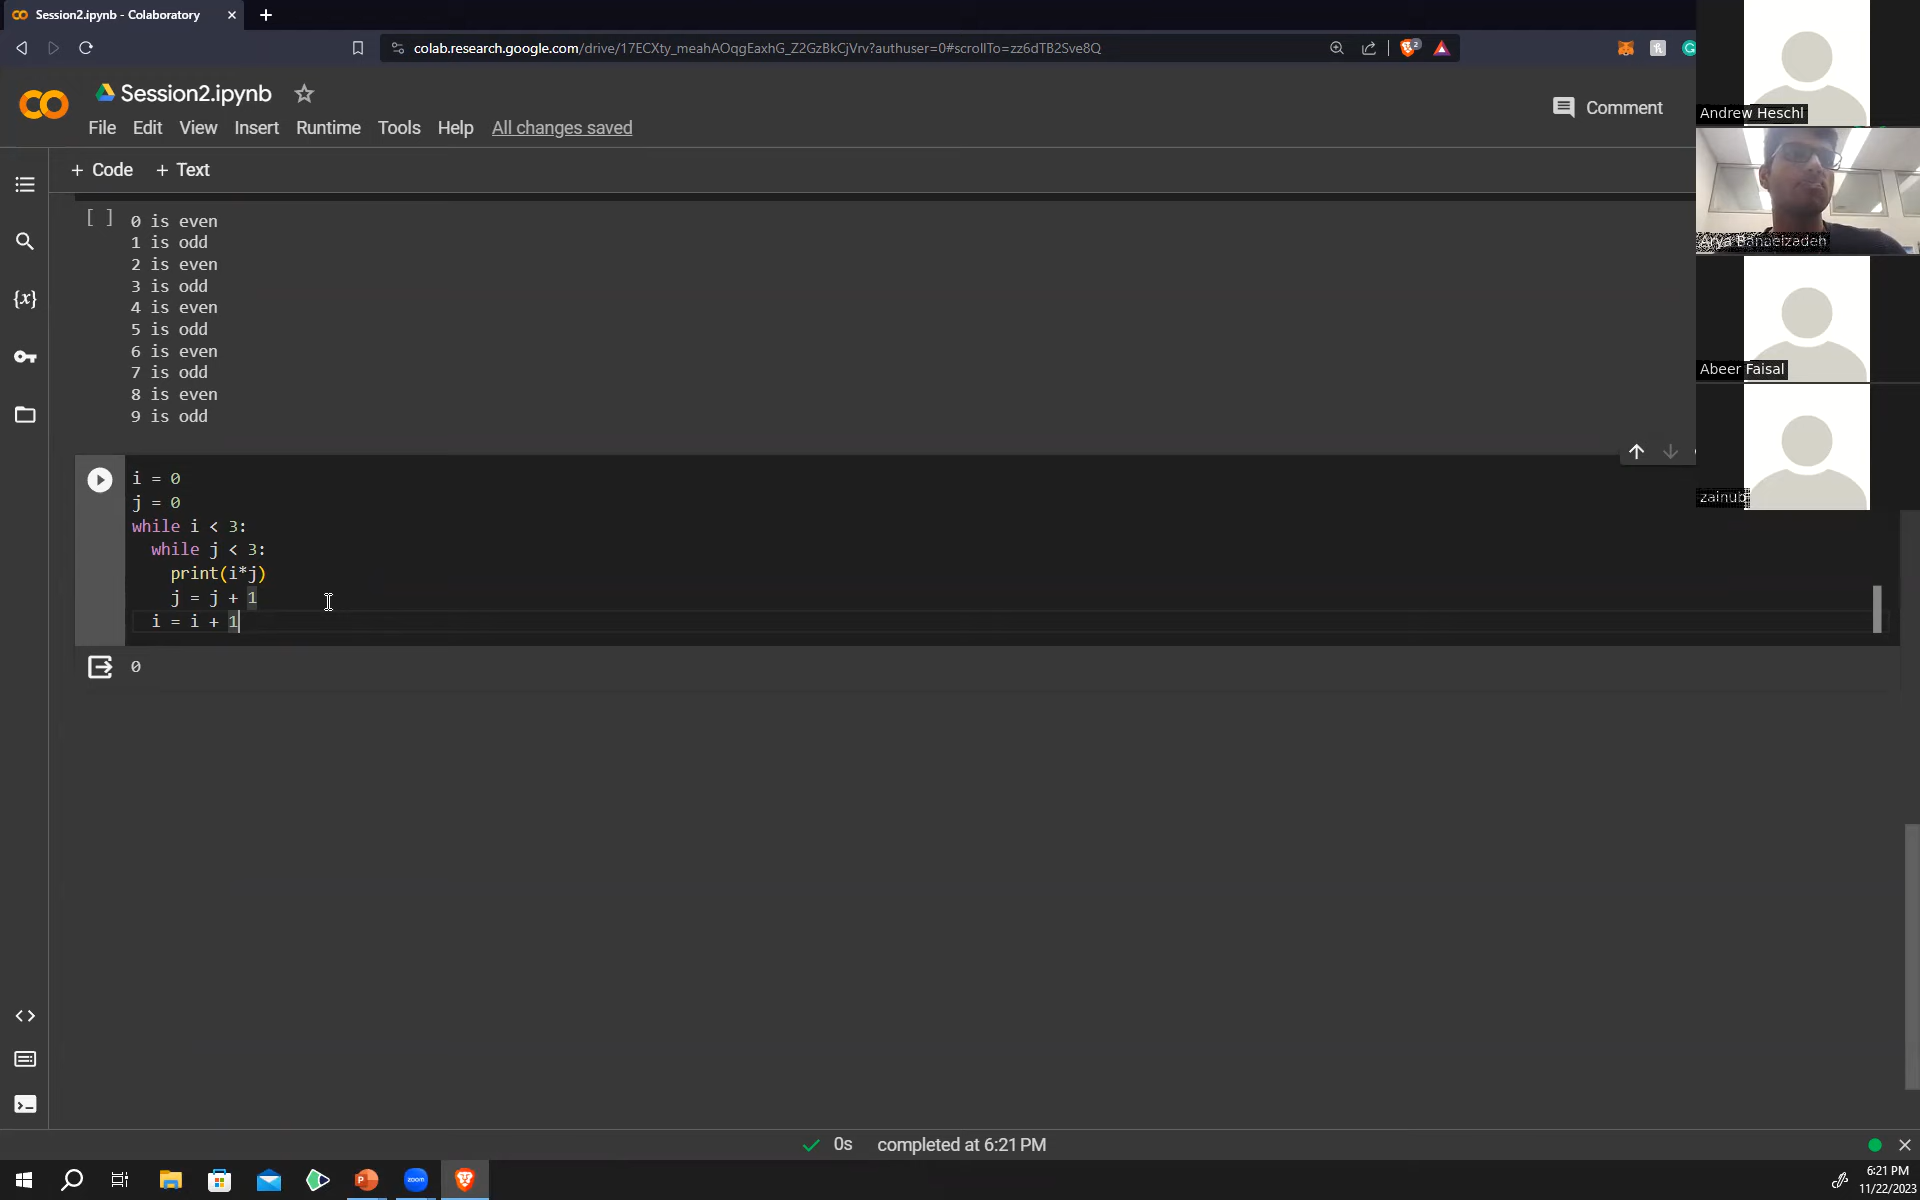 Session2.ipynb - Colaboratory
colab.research.google.com/drive/17ECXty_meahAOqgEaxhG_Z2GzBkCjVrv?authuser=0#scrollTo=zz6dTB2Sve8Q
Session2.ipynb
Comment
File Edit View Insert Runtime Tools Help All changes saved
+ Code + Text
[ ] 0 is even
1 is odd
2 is even
3 is odd
4 is even
5 is odd
6 is even
7 is odd
8 is even
9 is odd
i = 0
j = 0
while i < 3:
while j < 3:
print(i*j)
j = j + 1
i = i + 1
0
Andrew Heschl
Arya Banaeizadeh
Abeer Faisal
zainub
0s completed at 6:21 PM
zoom
6:21 PM
11/22/2023